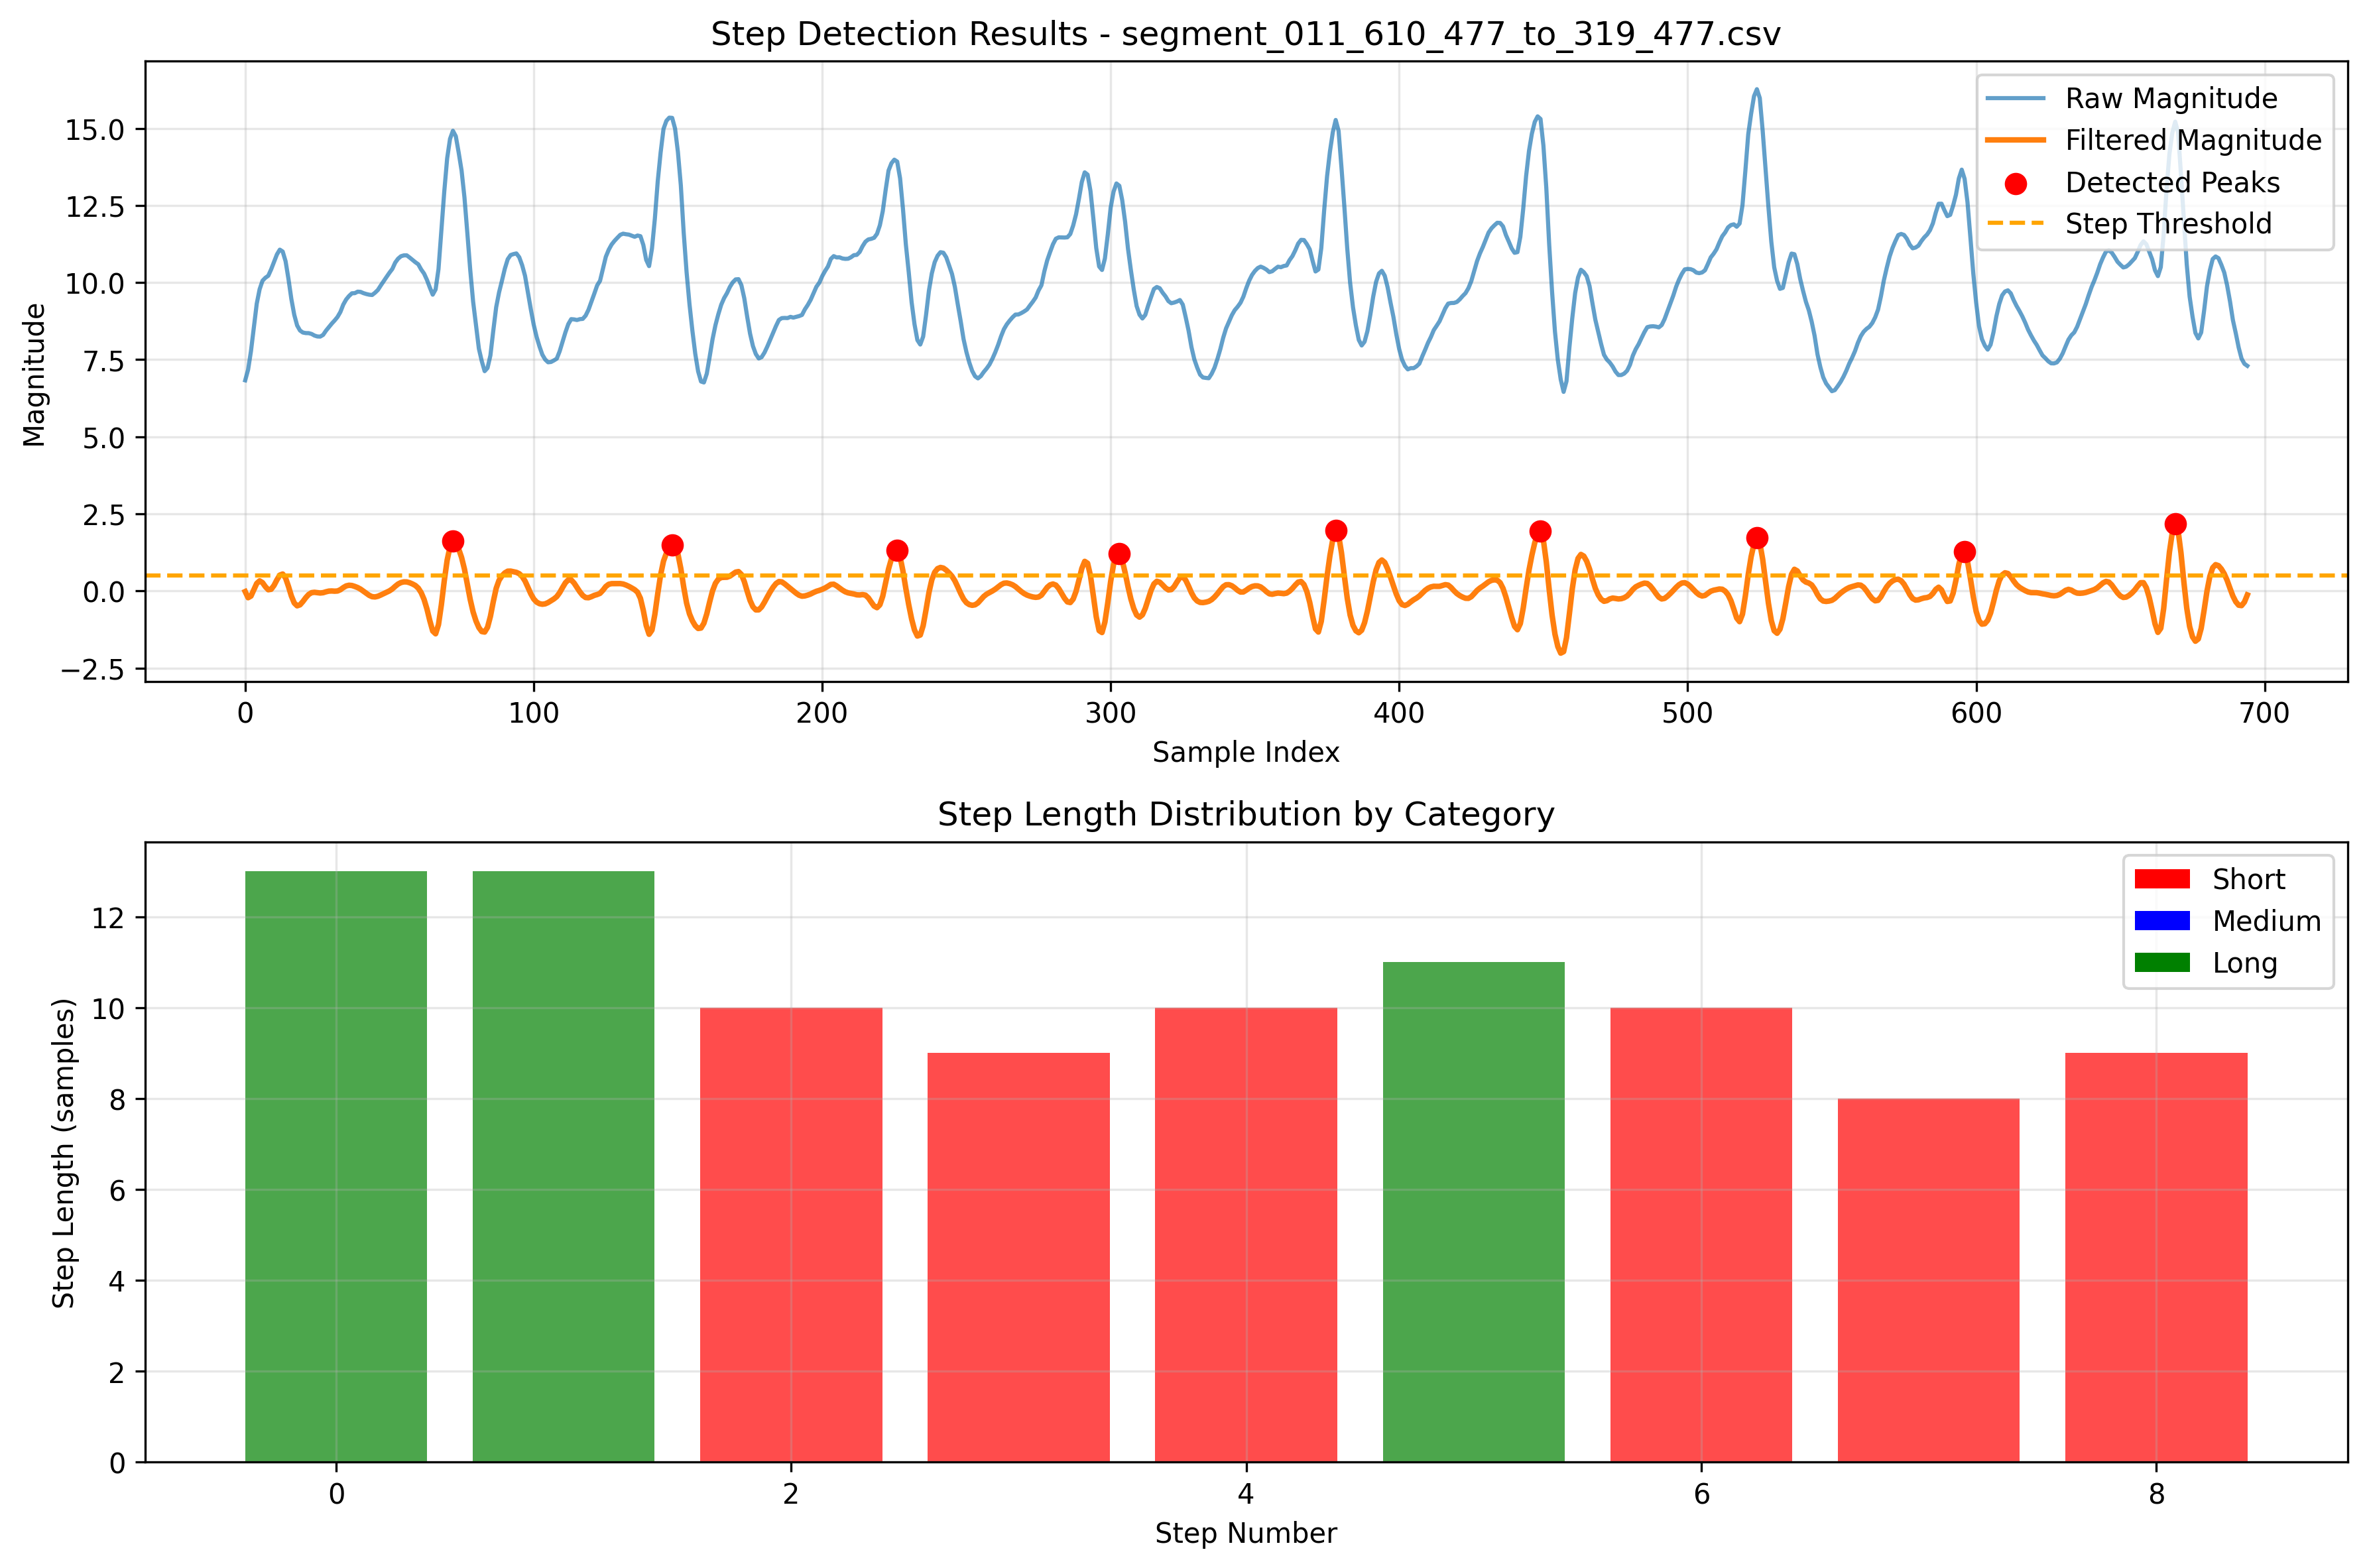 Step Detection Results - segment_011_610_477_to_319_477.csv
Raw Magnitude
Filtered Magnitude
Detected Peaks
Step Threshold
Magnitude
15.0
12.5
10.0
7.5
5.0
2.5
0.0
−2.5
0 100 200 300 400 500 600 700
Sample Index
Step Length Distribution by Category
Short
Medium
Long
Step Length (samples)
12
10
8
6
4
2
0
0 2 4 6 8
Step Number